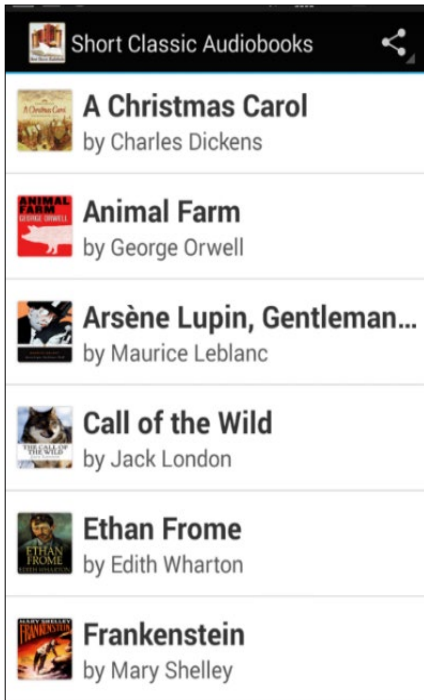 Short Classic Audiobooks
A Christmas Carol
by Charles Dickens
ANIMAL
FARM
GEORGE ORWELL
Animal Farm
by George Orwell
Arsène Lupin, Gentleman...
by Maurice Leblanc
THE CALL OF
THE WILD
Call of the Wild
by Jack London
ETHAN
FROME
EDITH WHARTON
Ethan Frome
by Edith Wharton
MARY SHELLEY
FRANKENSTEIN
Frankenstein
by Mary Shelley